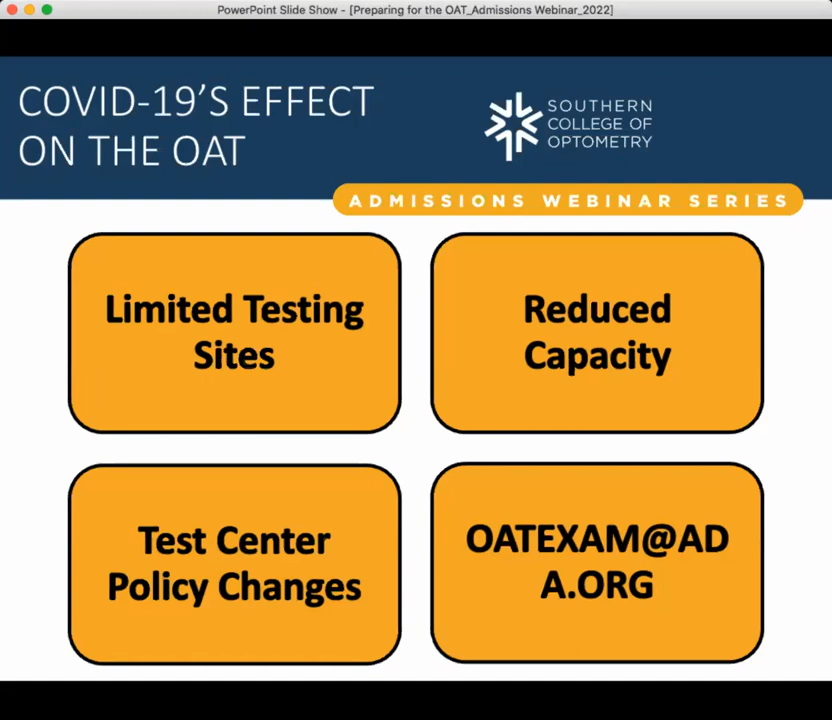 PowerPoint Slide Show - [Preparing for the OAT_Admissions Webinar_2022]
COVID-19'S EFFECT
ON THE OAT
SOUTHERN
COLLEGE OF
OPTOMETRY
ADMISSIONS WEBINAR SERIES
Limited Testing
Sites
Reduced
Capacity
Test Center
Policy Changes
OATEXAM@AD
A.ORG